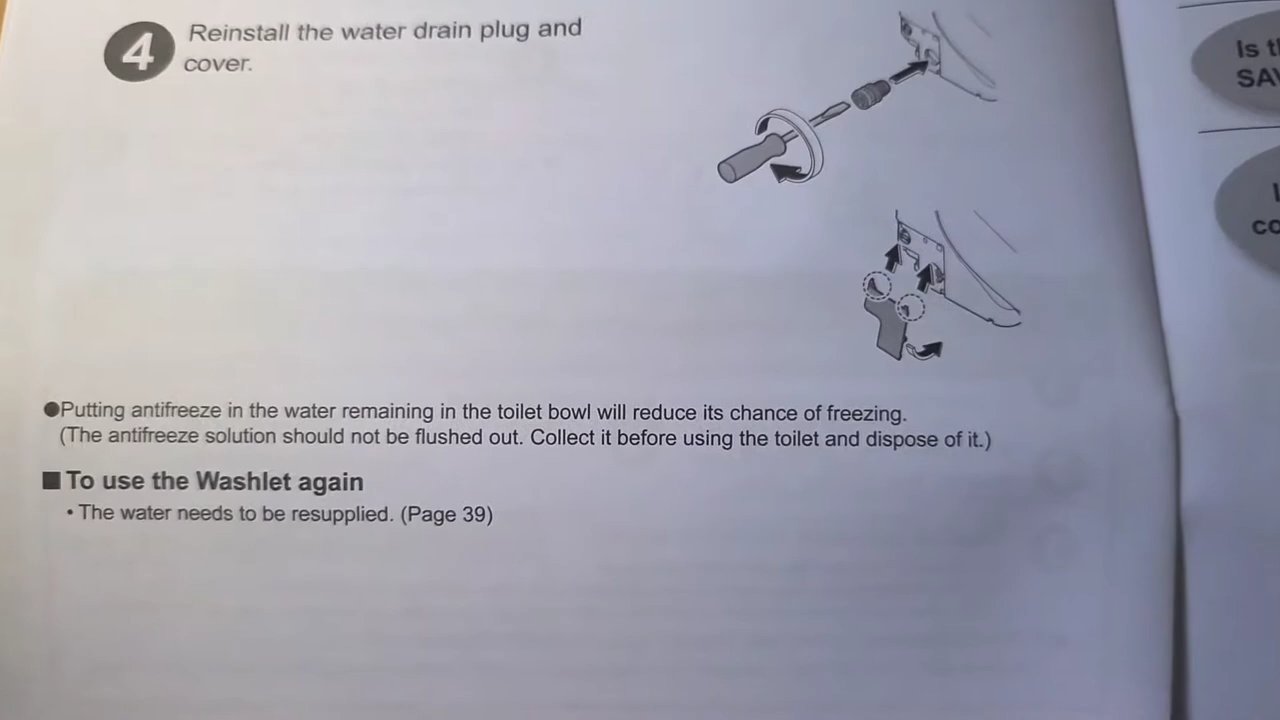 4 Reinstall the water drain plug and
cover.
●Putting antifreeze in the water remaining in the toilet bowl will reduce its chance of freezing.
(The antifreeze solution should not be flushed out. Collect it before using the toilet and dispose of it.)
■ To use the Washlet again
• The water needs to be resupplied. (Page 39)
Is